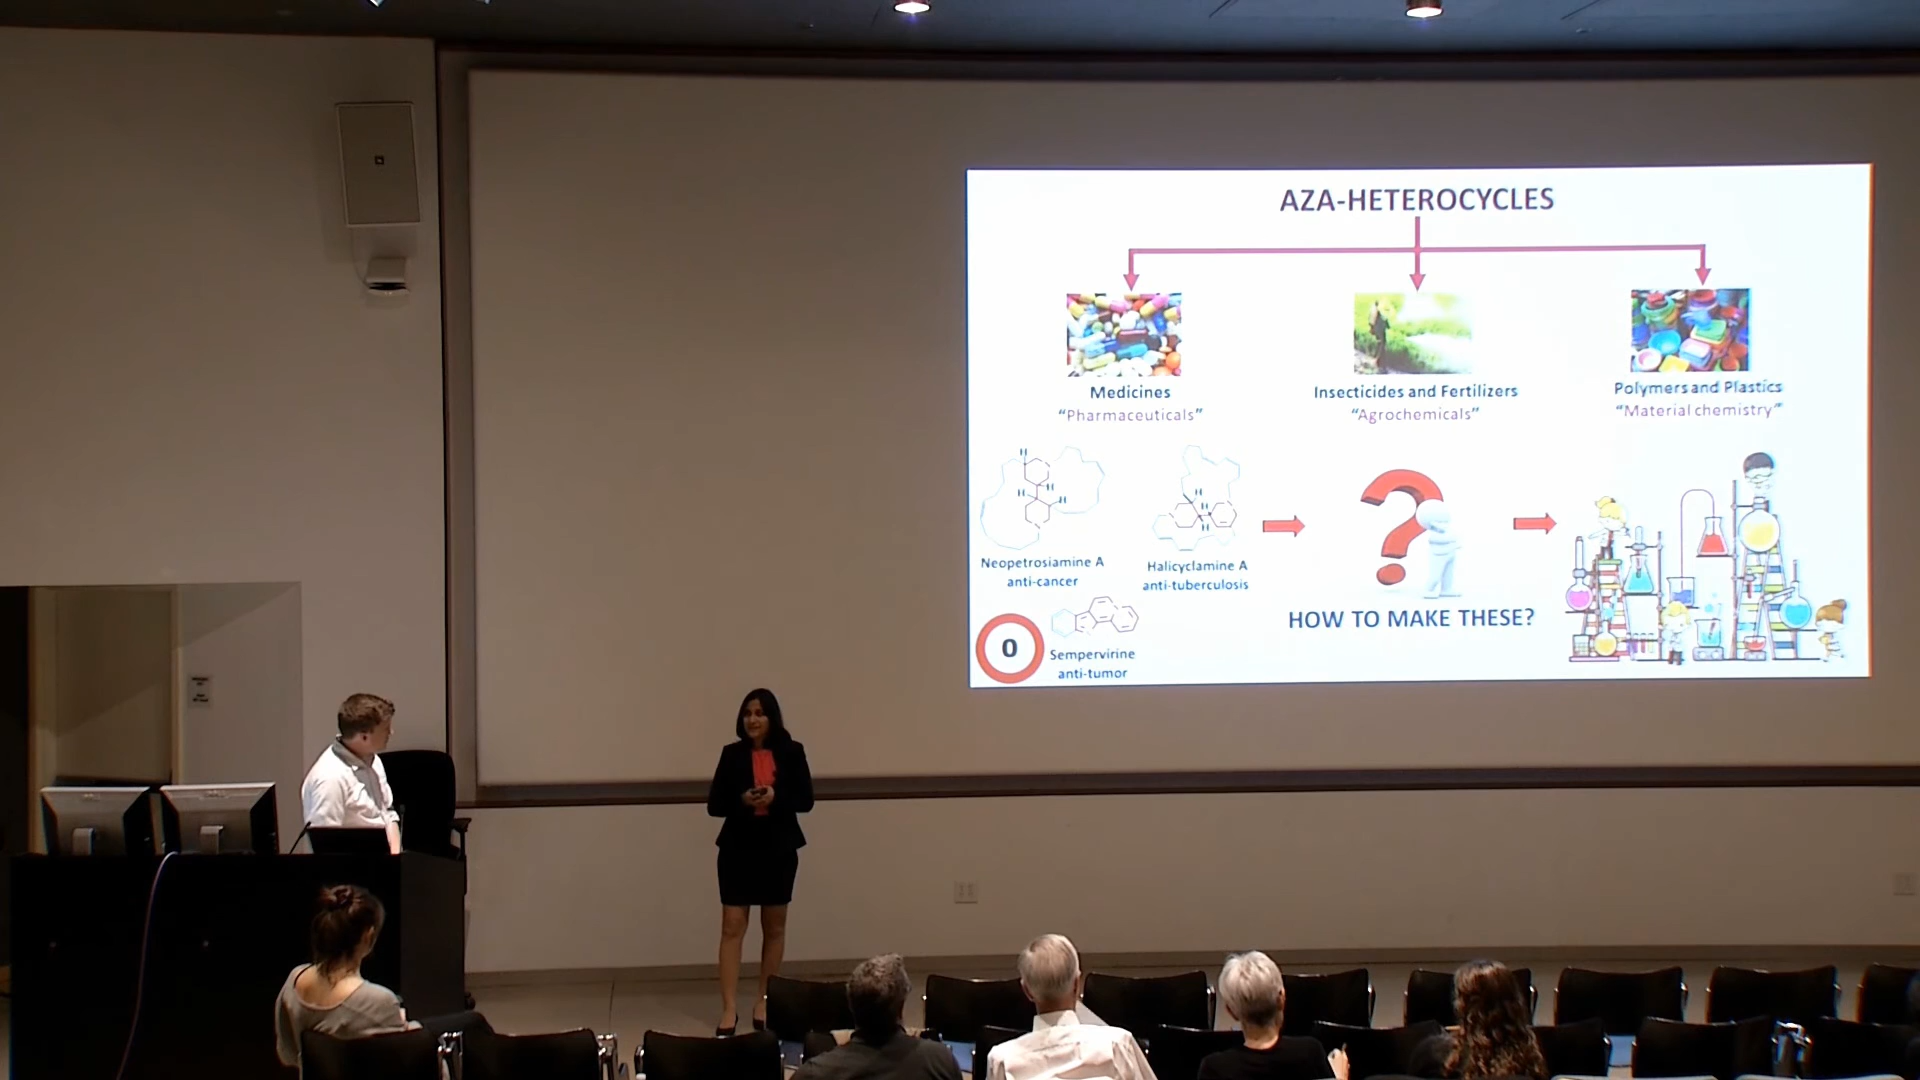 AZA-HETEROCYCLES
Medicines
“Pharmaceuticals”
Insecticides and Fertilizers
“Agrochemicals”
Polymers and Plastics
“Material chemistry”
Neopetrosiamine A
anti-cancer
Halicyclamine A
anti-tuberculosis
HOW TO MAKE THESE?
0
Sempervirine
anti-tumor